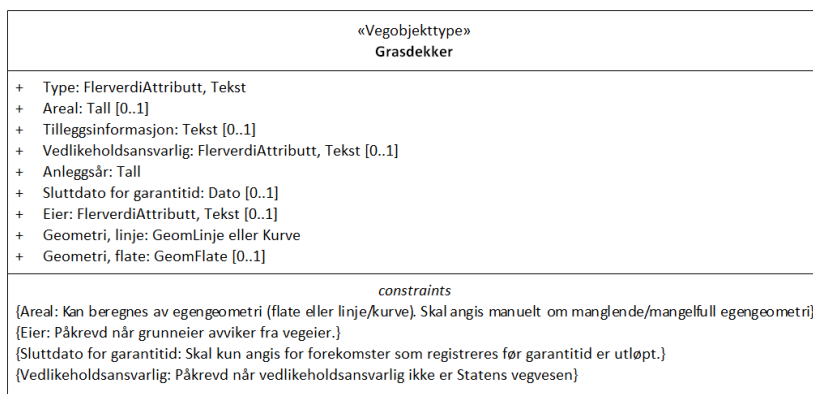 «Vegobjekttype»
Grasdekker
+ Type: FlerverdiAttributt, Tekst
+ Areal: Tall [0..1]
+ Tilleggsinformasjon: Tekst [0..1]
+ Vedlikeholdsansvarlig: FlerverdiAttributt, Tekst [0..1]
+ Anleggsår: Tall
+ Sluttdato for garantitid: Dato [0..1]
+ Eier: FlerverdiAttributt, Tekst [0..1]
+ Geometri, linje: GeomLinje eller Kurve
+ Geometri, flate: GeomFlate [0..1]
constraints
{Areal: Kan beregnes av egengeometri (flate eller linje/kurve). Skal angis manuelt om manglende/mangelfull egengeometri}
{Eier: Påkrevd når grunneier avviker fra vegeier.}
{Sluttdato for garantitid: Skal kun angis for forekomster som registreres før garantitid er utløpt.}
{Vedlikeholdsansvarlig: Påkrevd når vedlikeholdsansvarlig ikke er Statens vegvesen}